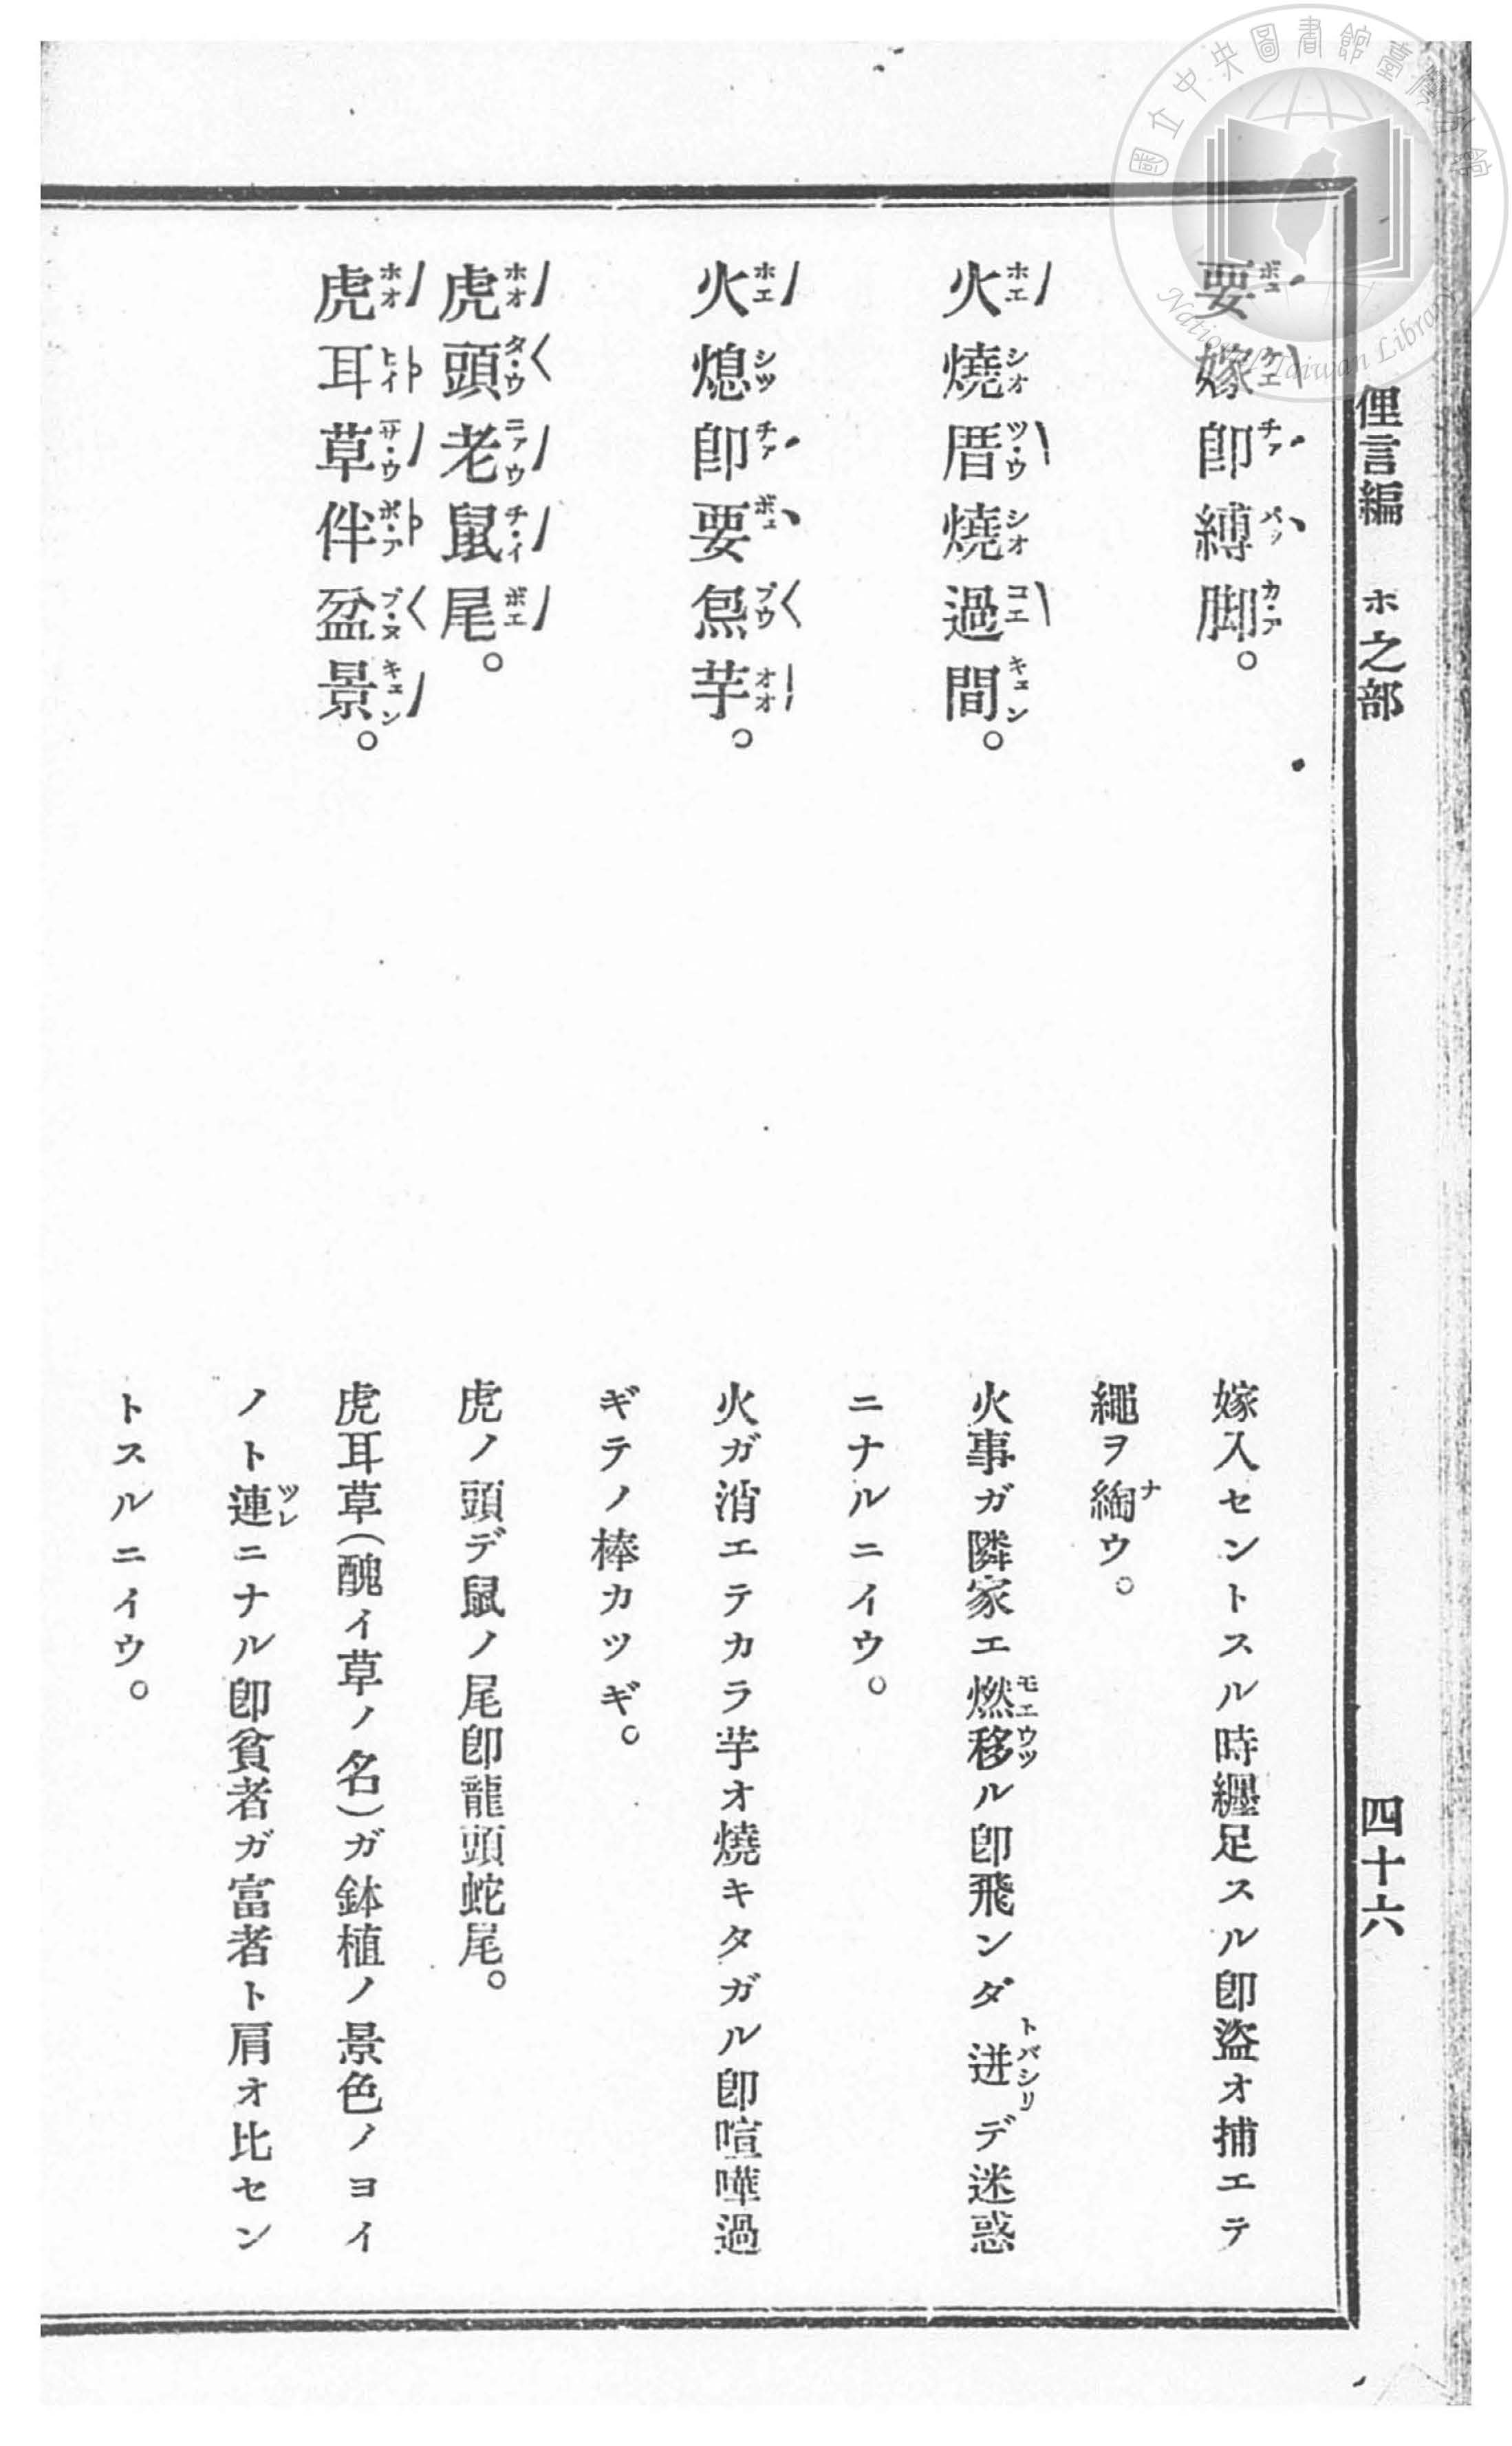 國立中央圖書館臺灣分館
National Taiwan Library
俚言編　ホ之部　四十六
要嫁卽縛脚。
嫁入セントスル時纒足スル卽盜オ捕エテ
繩ヲ綯ウ。
火燒厝燒過間。
火事ガ隣家エ燃移ル卽飛ンダ迸デ迷惑
ニナルニイウ。
火熄卽要炰芋。
火ガ消エテカラ芋オ燒キタガル卽喧嘩過
ギテノ棒カツギ。
虎頭老鼠尾。
虎ノ頭デ鼠ノ尾卽龍頭蛇尾。
虎耳草伴盆景。
虎耳草(醜イ草ノ名)ガ鉢植ノ景色ノヨイ
ノト連ニナル卽貧者ガ富者ト肩オ比セン
トスルニイウ。